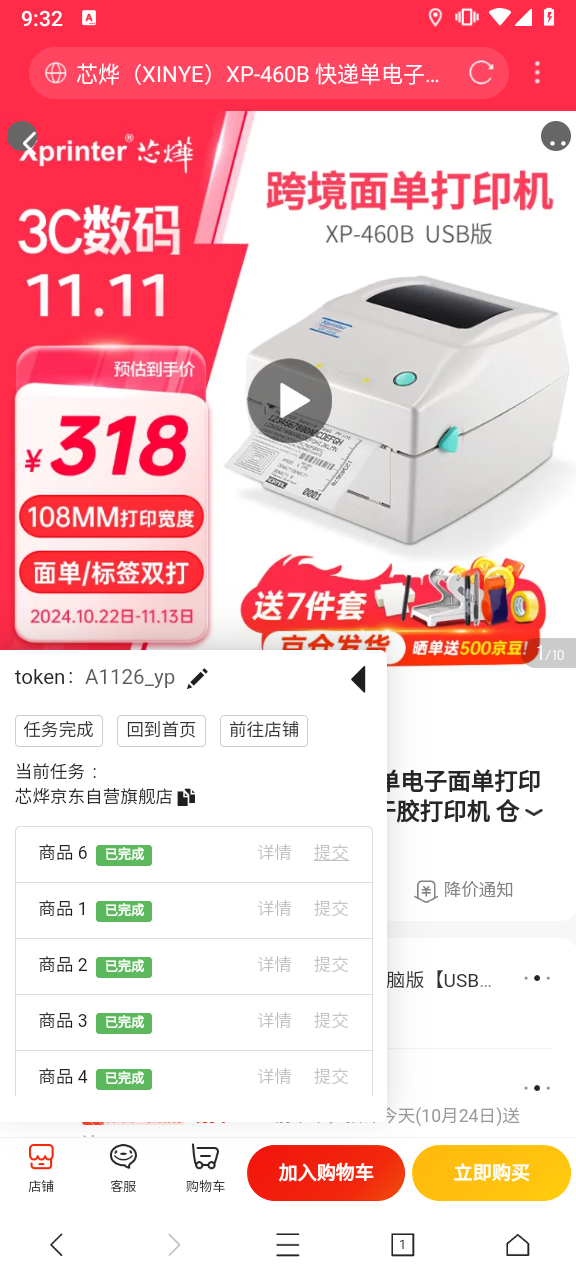 9:32
芯烨（XINYE）XP-460B 快递单电子...
Xprinter®芯烨
跨境面单打印机
XP-460B USB版
3C数码
11.11
预估到手价
¥318
108MM打印宽度
面单/标签双打
2024.10.22日-11.13日
送7件套
京仓发货
晒单送500京豆!
1/10
token： A1126_yp
任务完成 回到首页 前往店铺
当前任务 ：
芯烨京东自营旗舰店
单电子面单打印
干胶打印机 仓
商品 6 已完成 详情 提交
降价通知
商品 1 已完成 详情 提交
商品 2 已完成 详情 提交
脑版【USB...
商品 3 已完成 详情 提交
商品 4 已完成 详情 提交
今天(10月24日)送
店铺 客服 购物车 加入购物车 立即购买
1